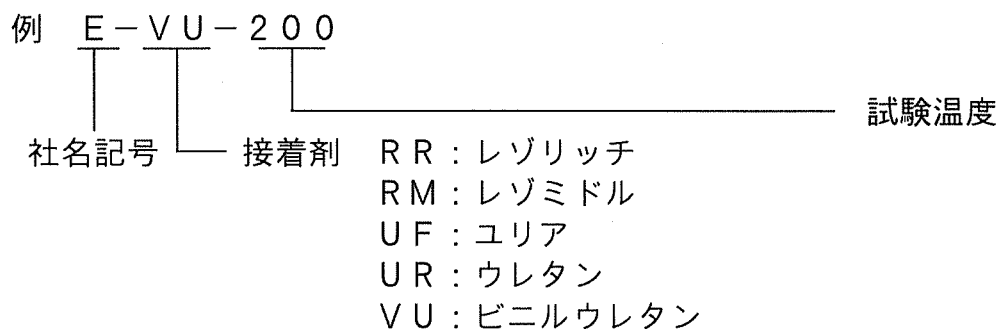 例 E-VU-200
試験温度
社名記号 接着剤 RR:レゾリッチ
RM:レゾミドル
UF:ユリア
UR:ウレタン
VU:ビニルウレタン